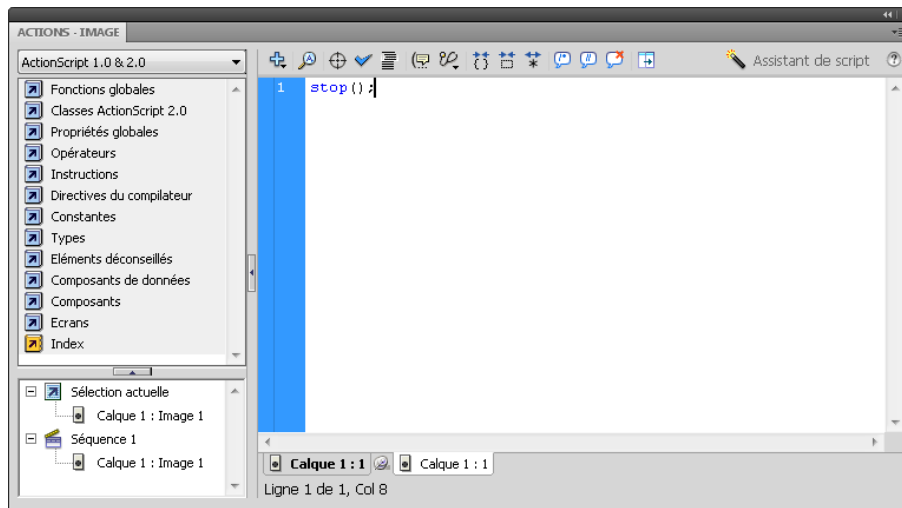 ACTIONS - IMAGE
ActionScript 1.0 & 2.0
Assistant de script
Fonctions globales
Classes ActionScript 2.0
Propriétés globales
Opérateurs
Instructions
Directives du compilateur
Constantes
Types
Eléments déconseillés
Composants de données
Composants
Ecrans
Index
1 stop();
Sélection actuelle
Calque 1 : Image 1
Séquence 1
Calque 1 : Image 1
Calque 1 : 1 Calque 1 : 1
Ligne 1 de 1, Col 8